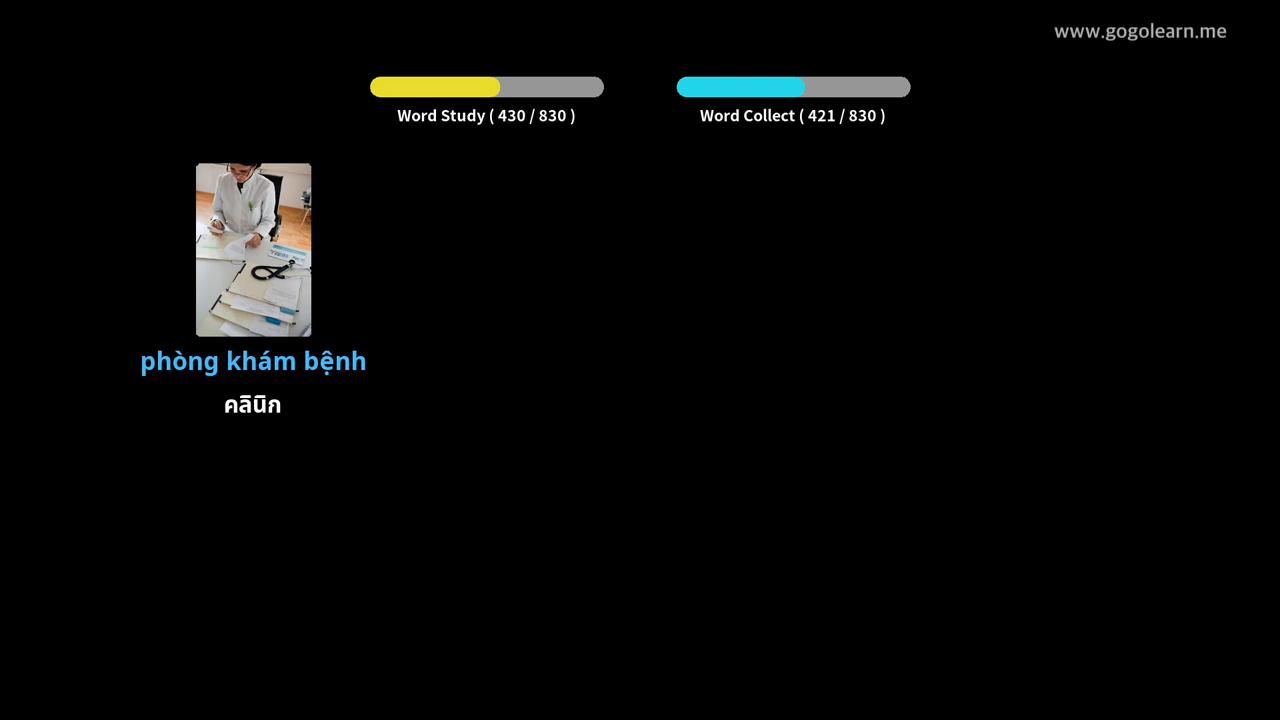 www.gogolearn.me
Word Study ( 430 / 830 )
Word Collect ( 421 / 830 )
phòng khám bệnh
คลินิก